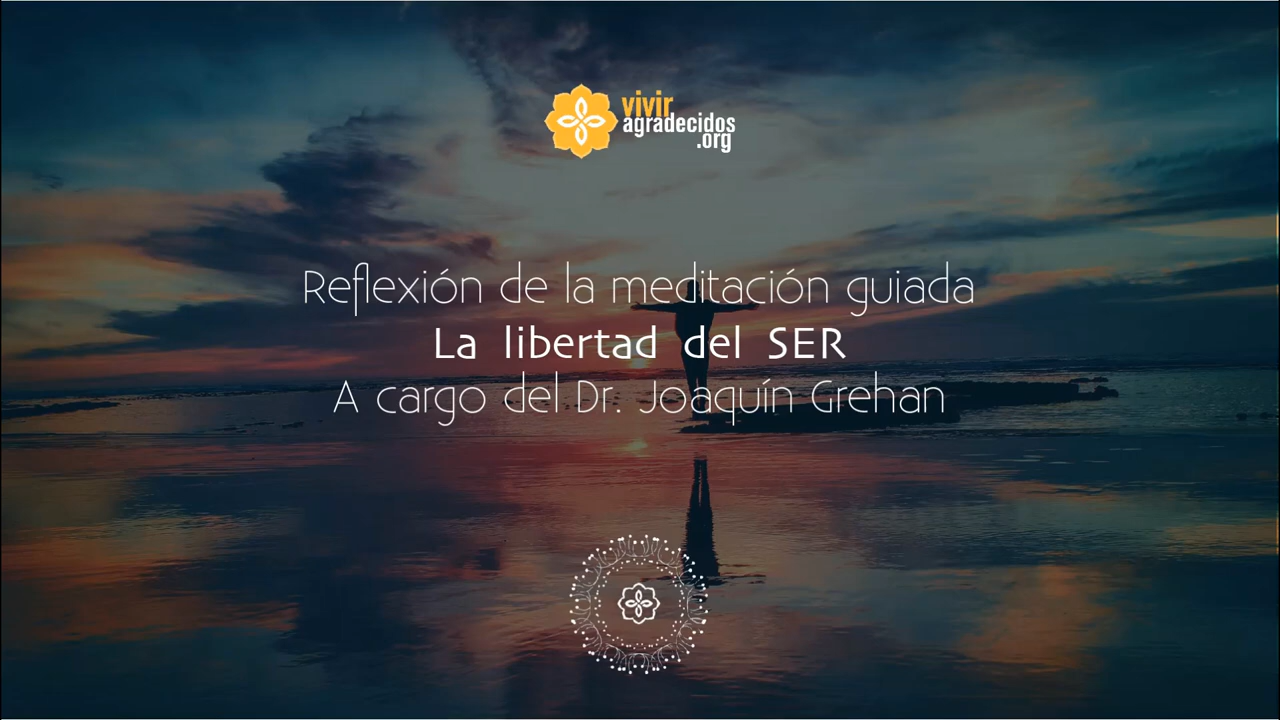 vivir
agradecidos
.org
Reflexión de la meditación guiada
La libertad del SER
A cargo del Dr. Joaquín Grehan